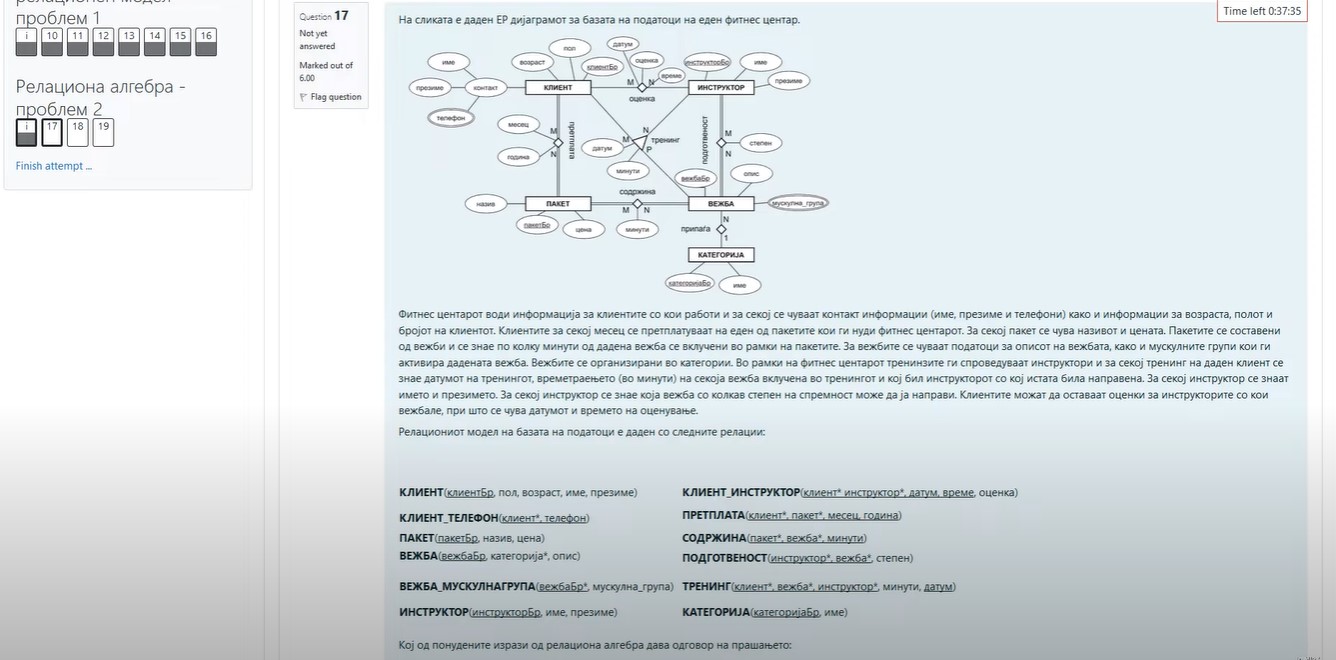 релационен модел -
проблем 1
i 10 11 12 13 14 15 16
Релациона алгебра -
проблем 2
i 17 18 19
Finish attempt ...
Question 17
Not yet
answered
Marked out of
6.00
Flag question
Time left 0:37:35
На сликата е даден ЕР дијаграмот за базата на податоци на еден фитнес центар.
име
презиме
контакт
телефон
возраст
пол
клиентБр
КЛИЕНТ
датум
оценка
време
M N
оценка
инструкторБр
име
презиме
ИНСТРУКТОР
месец
година
M
N
претплата
датум
минути
M
N
P
тренинг
подготвеност
M
N
степен
назив
ПАКЕТ
пакетБр
цена
содржина
M N
минути
вежбаБр
опис
ВЕЖБА
мускулна_група
N
припаѓа
1
КАТЕГОРИЈА
категоријаБр
име
Фитнес центарот води информација за клиентите со кои работи и за секој се чуваат контакт информации (име, презиме и телефони) како и информации за возраста, полот и
бројот на клиентот. Клиентите за секој месец се претплатуваат на еден од пакетите кои ги нуди фитнес центарот. За секој пакет се чува називот и цената. Пакетите се составени
од вежби и се знае по колку минути од дадена вежба се вклучени во рамки на пакетите. За вежбите се чуваат податоци за описот на вежбата, како и мускулните групи кои ги
активира дадената вежба. Вежбите се организирани во категории. Во рамки на фитнес центарот тренинзите ги спроведуваат инструктори и за секој тренинг на даден клиент се
знае датумот на тренингот, времетраењето (во минути) на секоја вежба вклучена во тренингот и кој бил инструкторот со кој истата била направена. За секој инструктор се знаат
името и презимето. За секој инструктор се знае која вежба со колкав степен на спремност може да ја направи. Клиентите можат да оставаат оценки за инструкторите со кои
вежбале, при што се чува датумот и времето на оценување.
Релациониот модел на базата на податоци е даден со следните релации:
КЛИЕНТ(клиентБр, пол, возраст, име, презиме)
КЛИЕНТ_ИНСТРУКТОР(клиент* инструктор*, датум, време, оценка)
КЛИЕНТ_ТЕЛЕФОН(клиент*, телефон)
ПРЕТПЛАТА(клиент*, пакет*, месец, година)
ПАКЕТ(пакетБр, назив, цена)
СОДРЖИНА(пакет*, вежба*, минути)
ВЕЖБА(вежбаБр, категорија*, опис)
ПОДГОТВЕНОСТ(инструктор*, вежба*, степен)
ВЕЖБА_МУСКУЛНАГРУПА(вежбаБр*, мускулна_група)
ТРЕНИНГ(клиент*, вежба*, инструктор*, минути, датум)
ИНСТРУКТОР(инструкторБр, име, презиме)
КАТЕГОРИЈА(категоријаБр, име)
Кој од понудените изрази од релациона алгебра дава одговор на прашањето: